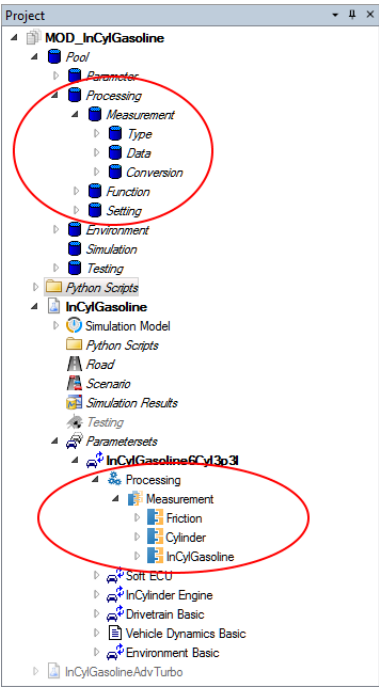 Project
MOD_InCylGasoline
Pool
Parameter
Processing
Measurement
Type
Data
Conversion
Function
Setting
Environment
Simulation
Testing
Python Scripts
InCylGasoline
Simulation Model
Python Scripts
Road
Scenario
Simulation Results
Testing
Parametersets
InCylGasoline6Cyl3p3l
Processing
Measurement
Friction
Cylinder
InCylGasoline
Soft ECU
InCylinder Engine
Drivetrain Basic
Vehicle Dynamics Basic
Environment Basic
InCylGasolineAdvTurbo